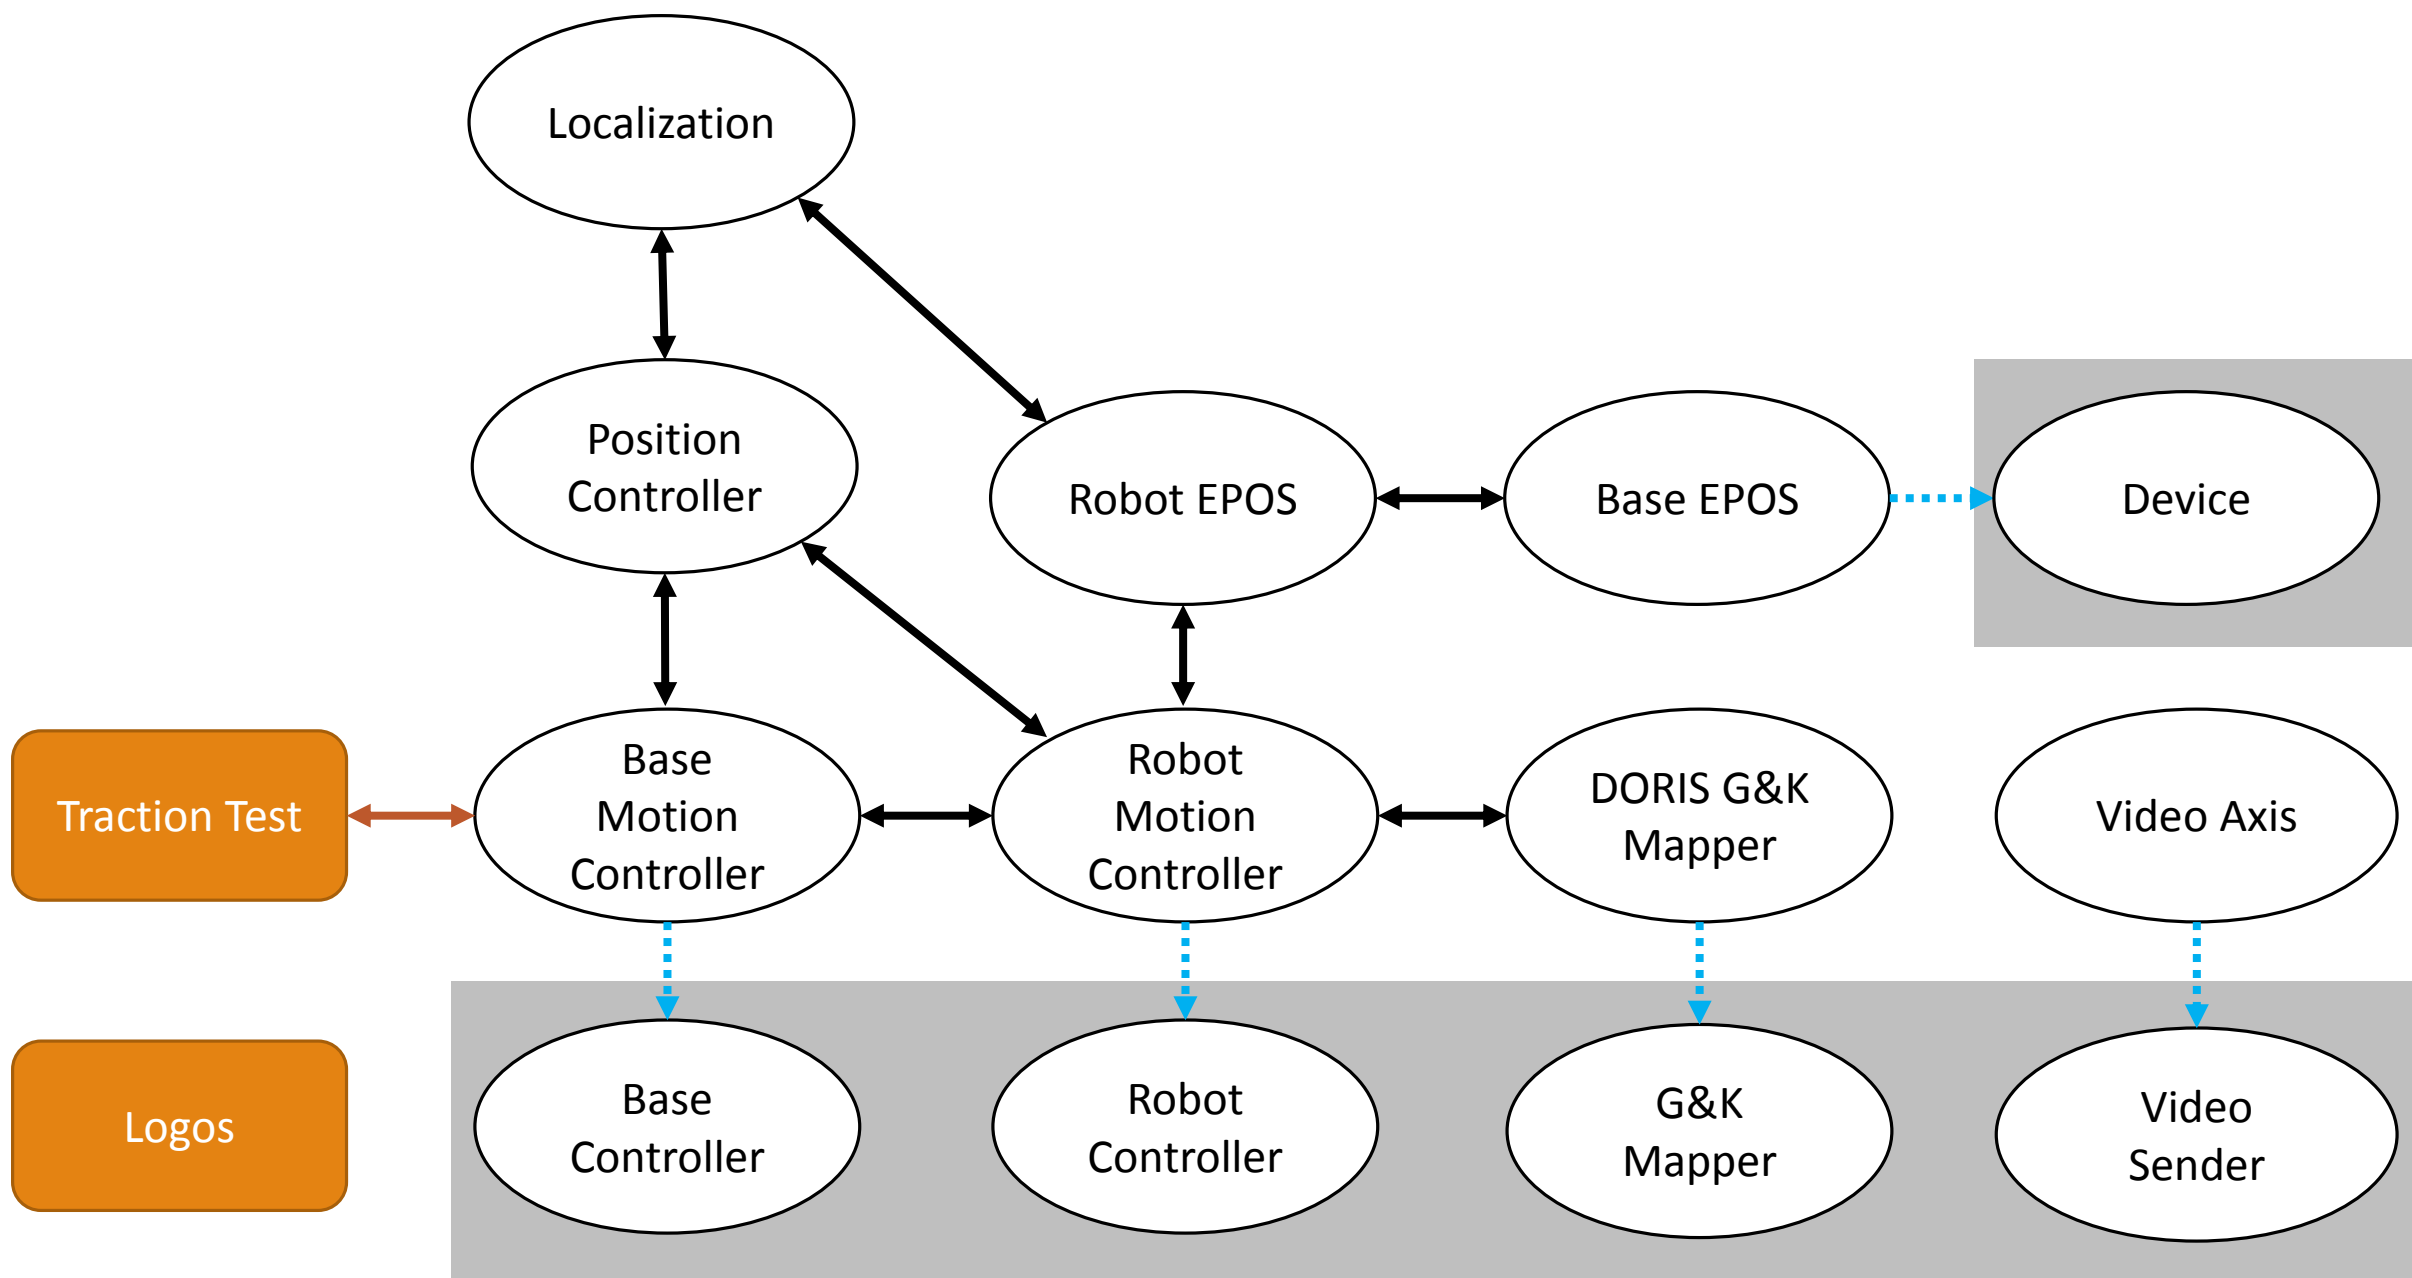 Localization
Position
Controller
Robot EPOS
Base EPOS
Device
Traction Test
Base
Motion
Controller
Robot
Motion
Controller
DORIS G&K
Mapper
Video Axis
Logos
Base
Controller
Robot
Controller
G&K
Mapper
Video
Sender